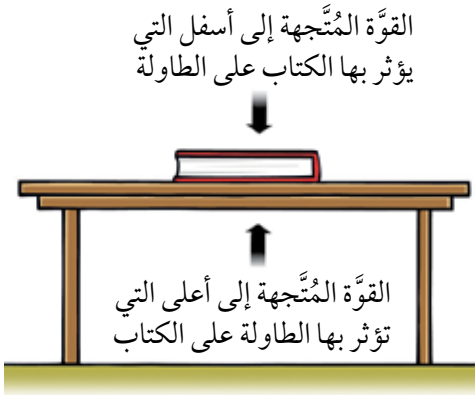 القوَّة المُتَّجهة إلى أسفل التي
يؤثر بها الكتاب على الطاولة
القوَّة المُتَّجهة إلى أعلى التي
تؤثر بها الطاولة على الكتاب